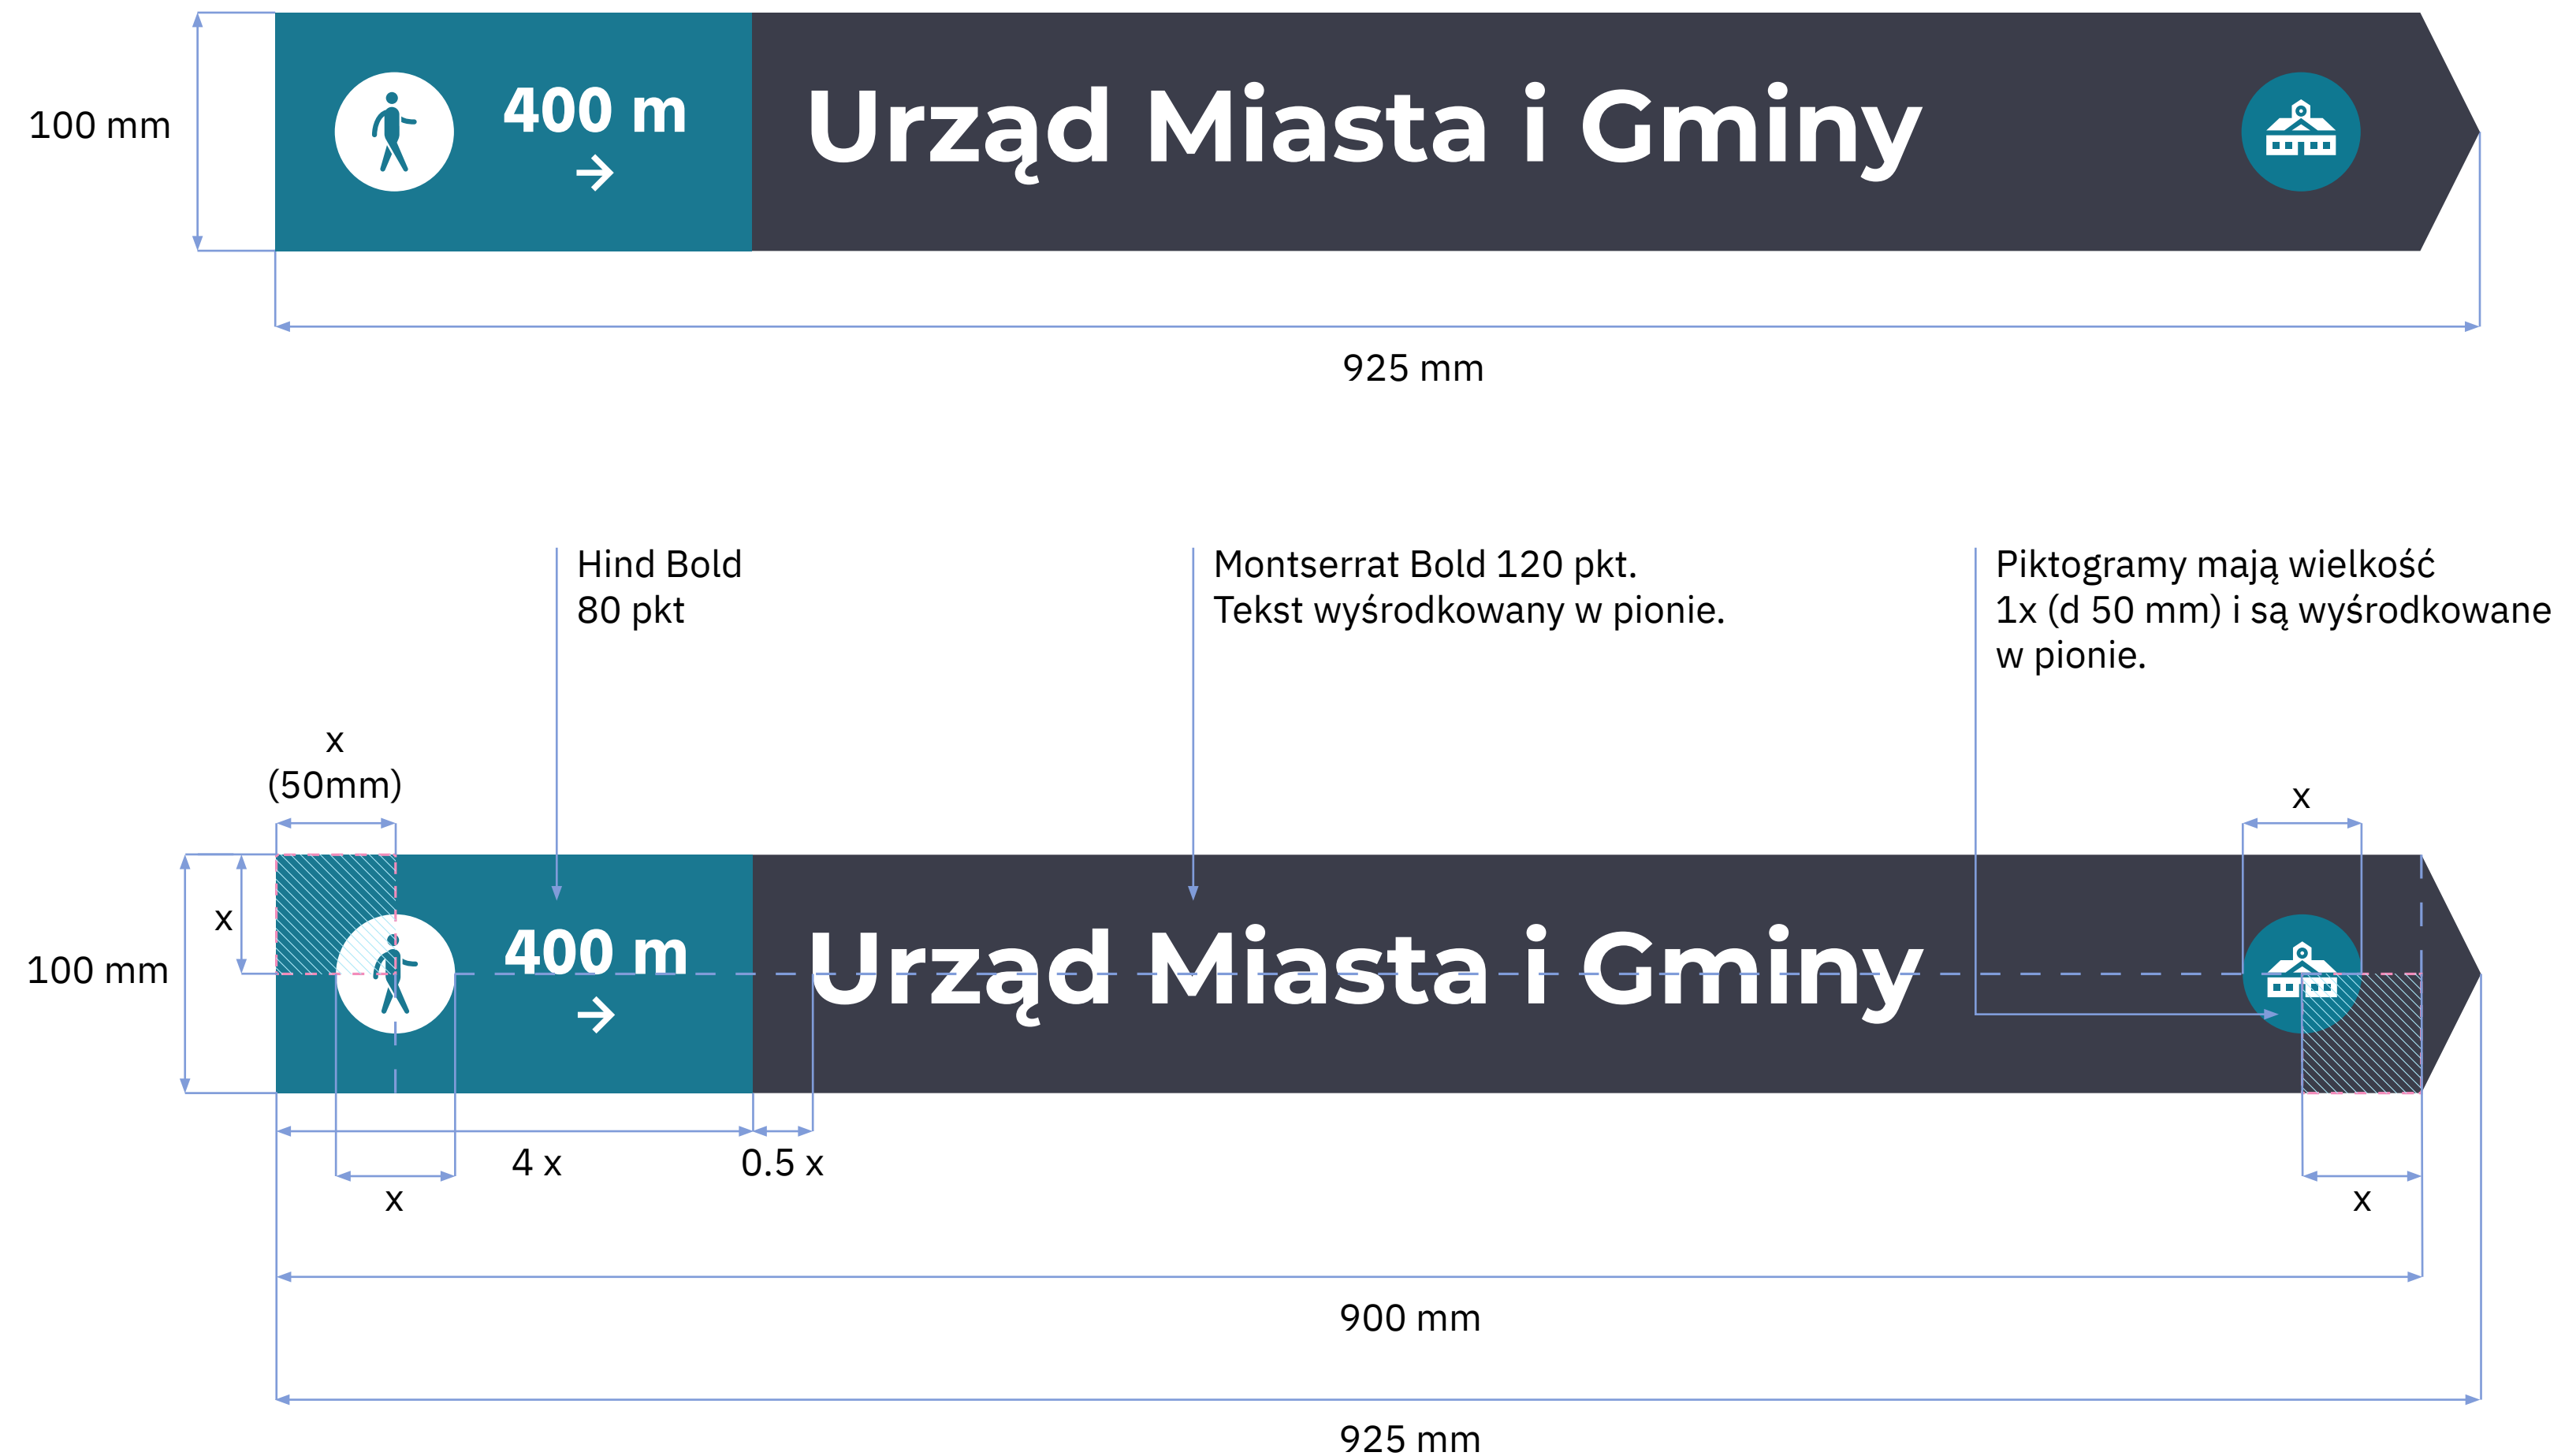 400 m
→
Urząd Miasta i Gminy
100 mm
925 mm
Hind Bold
80 pkt
Montserrat Bold 120 pkt.
Tekst wyśrodkowany w pionie.
Piktogramy mają wielkość
1x (d 50 mm) i są wyśrodkowane
w pionie.
x
(50mm)
x
x
100 mm
400 m
→
Urząd Miasta i Gminy
4 x
0.5 x
x
x
900 mm
925 mm